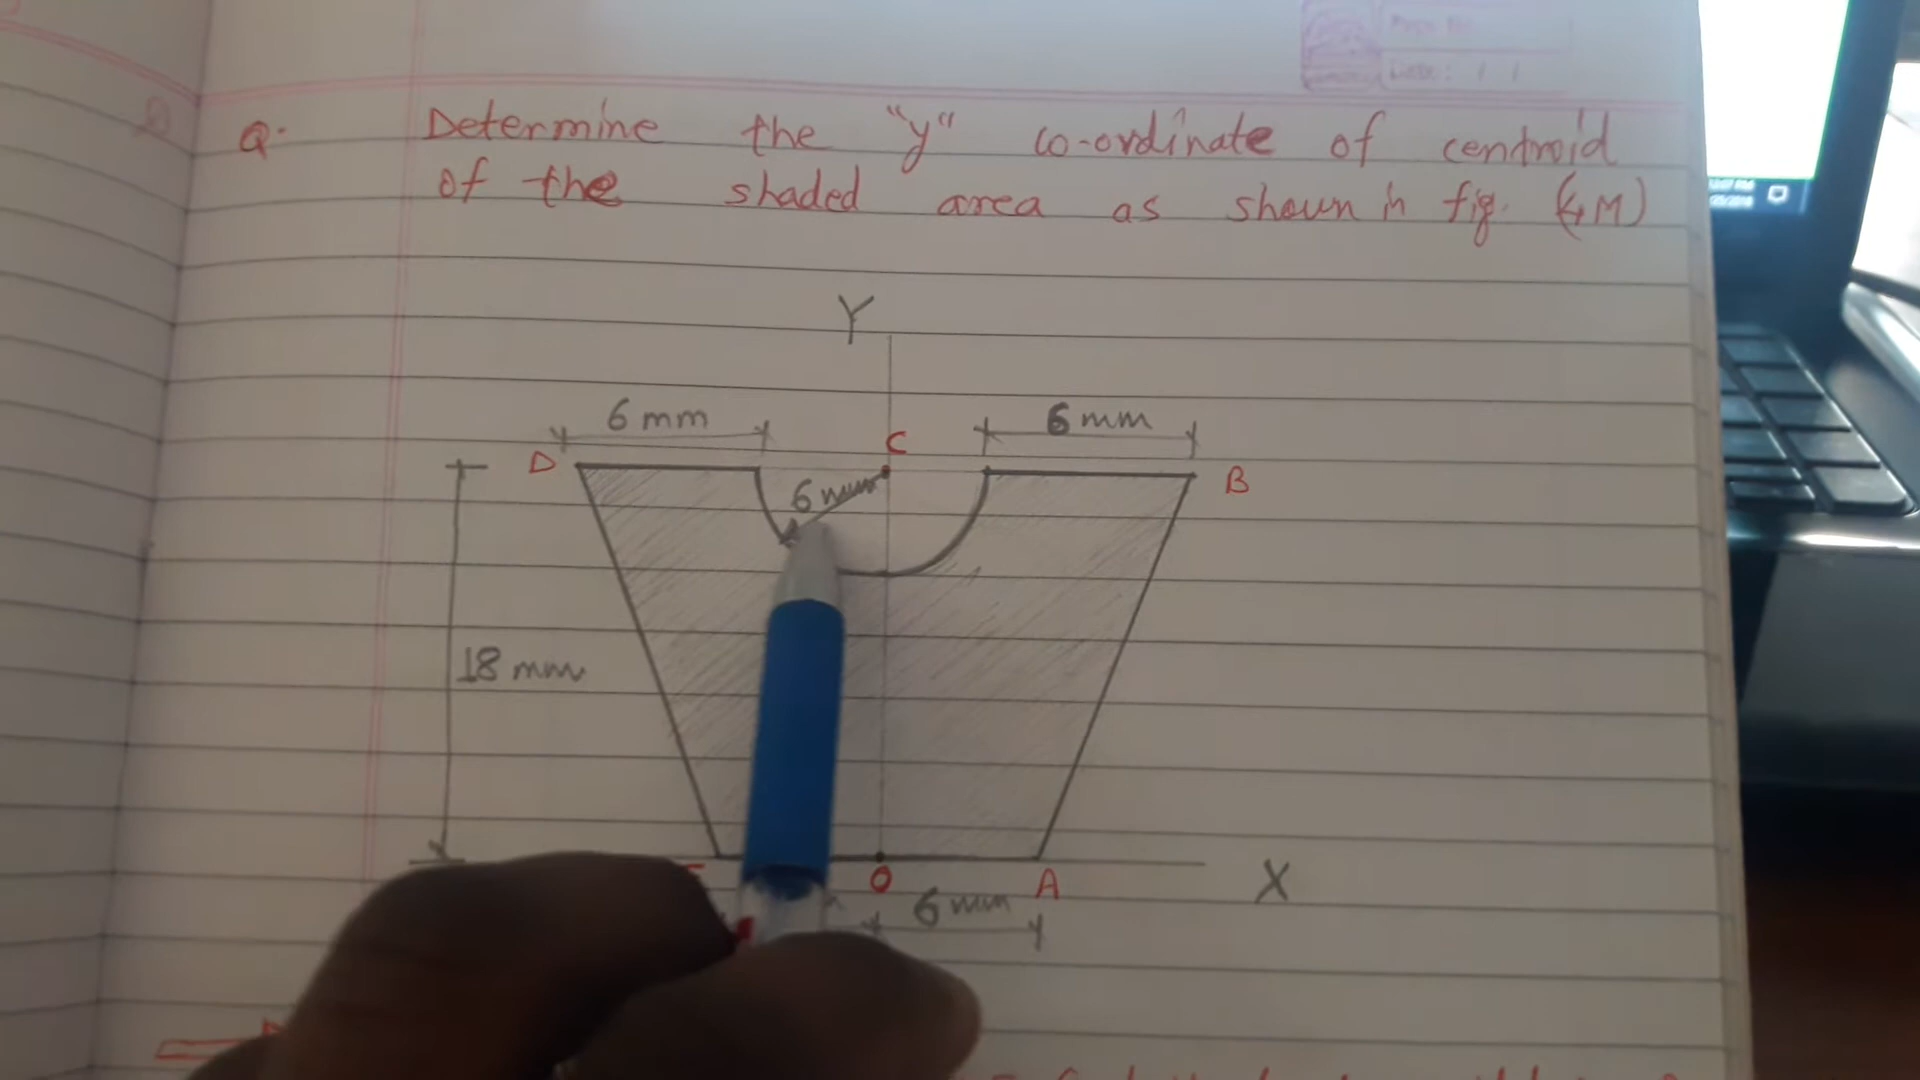 Q. Determine the "y" co-ordinate of centroid
of the shaded area as shown in fig. (4M)
Y
6 mm
6 mm
C
D
B
6 mm
18 mm
O
A
X
6 mm